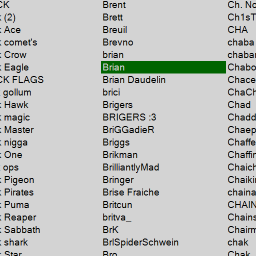 CK Brent Ch. No
k (2) Brett Ch1sT
k Ace Breuil CHA
k comet's Brevno chaba
k Crow brian chaban
k Eagle Brian Chabo
CK FLAGS Brian Daudelin Chace
k gollum brici ChaCh
k Hawk Brigers Chad
k magic BRIGERS :3 Chadd
k Master BriGGadieR Chaep
k nigga Briggs Chaffe
k One Brikman Chaffin
k ops BrilliantlyMad Chaich
k Pigeon Bringer Chaikin
k Pirates Brise Fraiche chaina
k Puma Britcun CHAIN
k Reaper britva_ Chains
k Sabbath BrK Chairm
k shark BrlSpiderSchwein chak
k Star Bro Chak